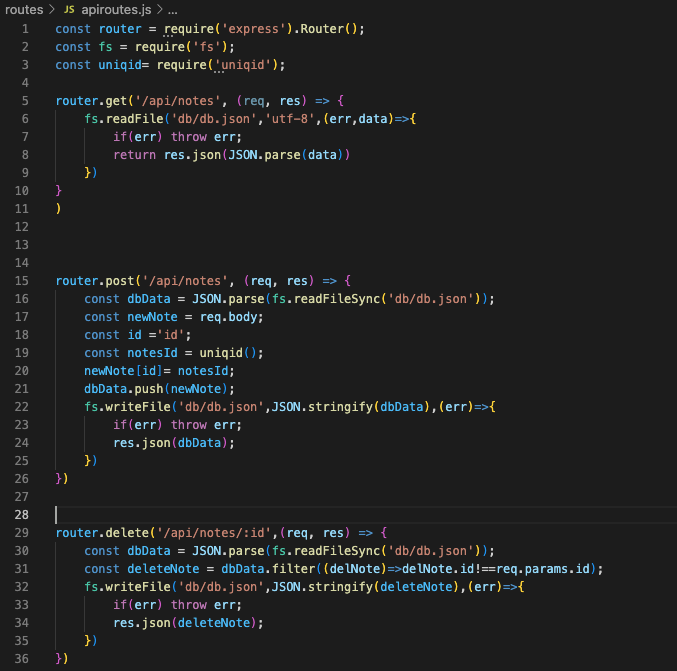 routes > JS apiroutes.js > ...
1 const router = require('express').Router();
2 const fs = require('fs');
3 const uniqid= require('uniqid');
4
5 router.get('/api/notes', (req, res) => {
6     fs.readFile('db/db.json','utf-8',(err,data)=>{
7         if(err) throw err;
8         return res.json(JSON.parse(data))
9     })
10 }
11 )
12
13
14
15 router.post('/api/notes', (req, res) => {
16     const dbData = JSON.parse(fs.readFileSync('db/db.json'));
17     const newNote = req.body;
18     const id ='id';
19     const notesId = uniqid();
20     newNote[id]= notesId;
21     dbData.push(newNote);
22     fs.writeFile('db/db.json',JSON.stringify(dbData),(err)=>{
23         if(err) throw err;
24         res.json(dbData);
25     })
26 })
27
28
29 router.delete('/api/notes/:id',(req, res) => {
30     const dbData = JSON.parse(fs.readFileSync('db/db.json'));
31     const deleteNote = dbData.filter((delNote)=>delNote.id!==req.params.id);
32     fs.writeFile('db/db.json',JSON.stringify(deleteNote),(err)=>{
33         if(err) throw err;
34         res.json(deleteNote);
35     })
36 })